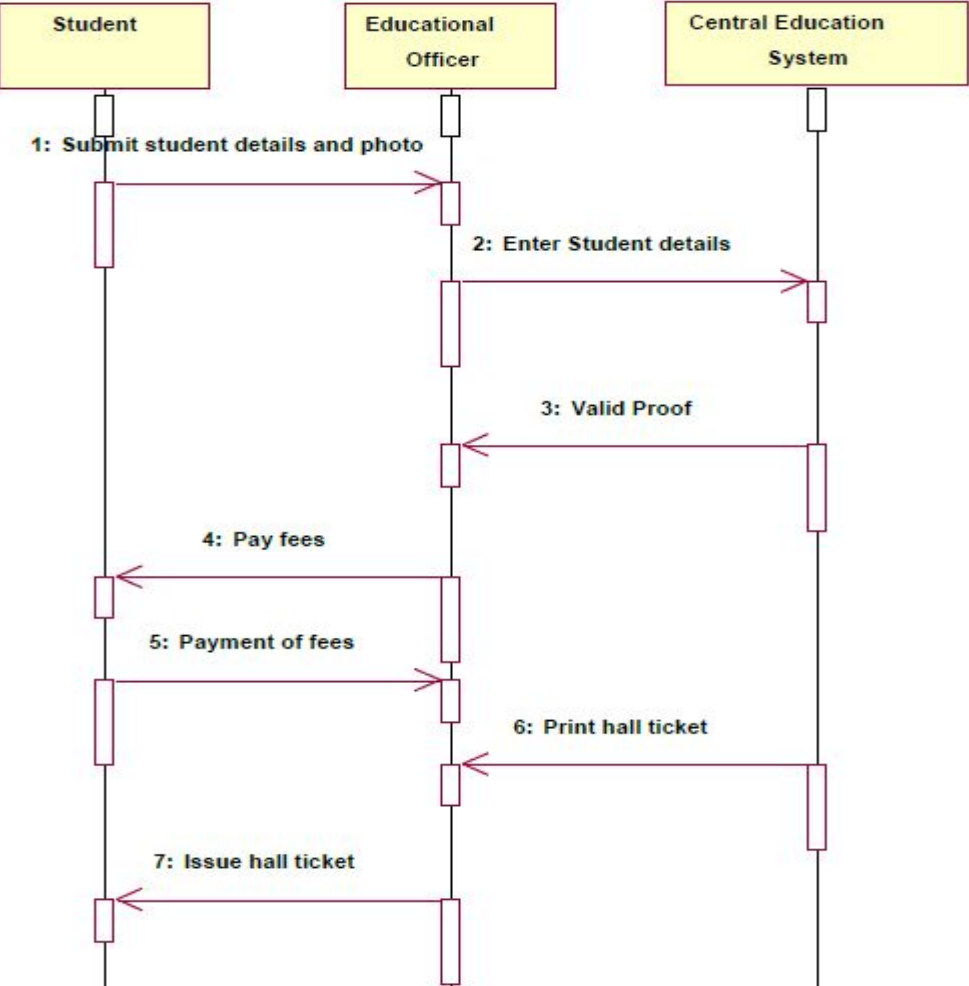 Student
Educational
Officer
Central Education
System
1: Submit student details and photo
2: Enter Student details
3: Valid Proof
4: Pay fees
5: Payment of fees
6: Print hall ticket
7: Issue hall ticket